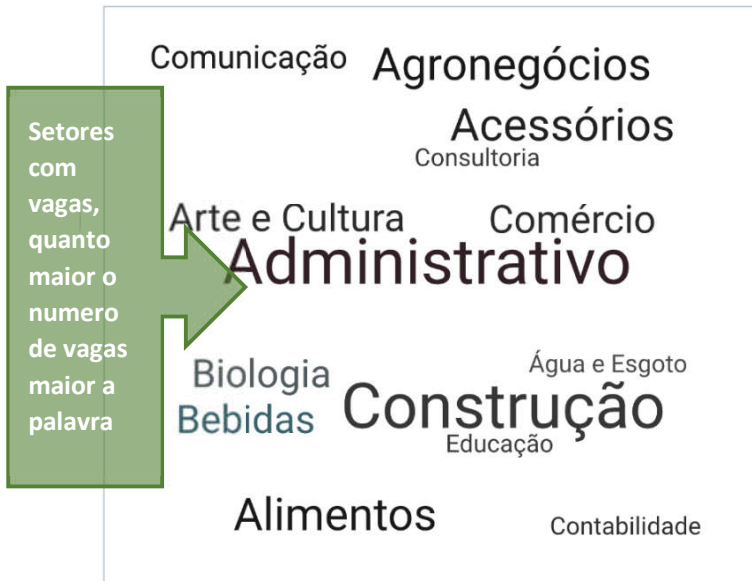 Comunicação
Agronegócios
Acessórios
Consultoria
Setores
com
vagas,
quanto
maior o
numero
de vagas
maior a
palavra
Arte e Cultura
Comércio
Administrativo
Água e Esgoto
Biologia
Construção
Bebidas
Educação
Alimentos
Contabilidade